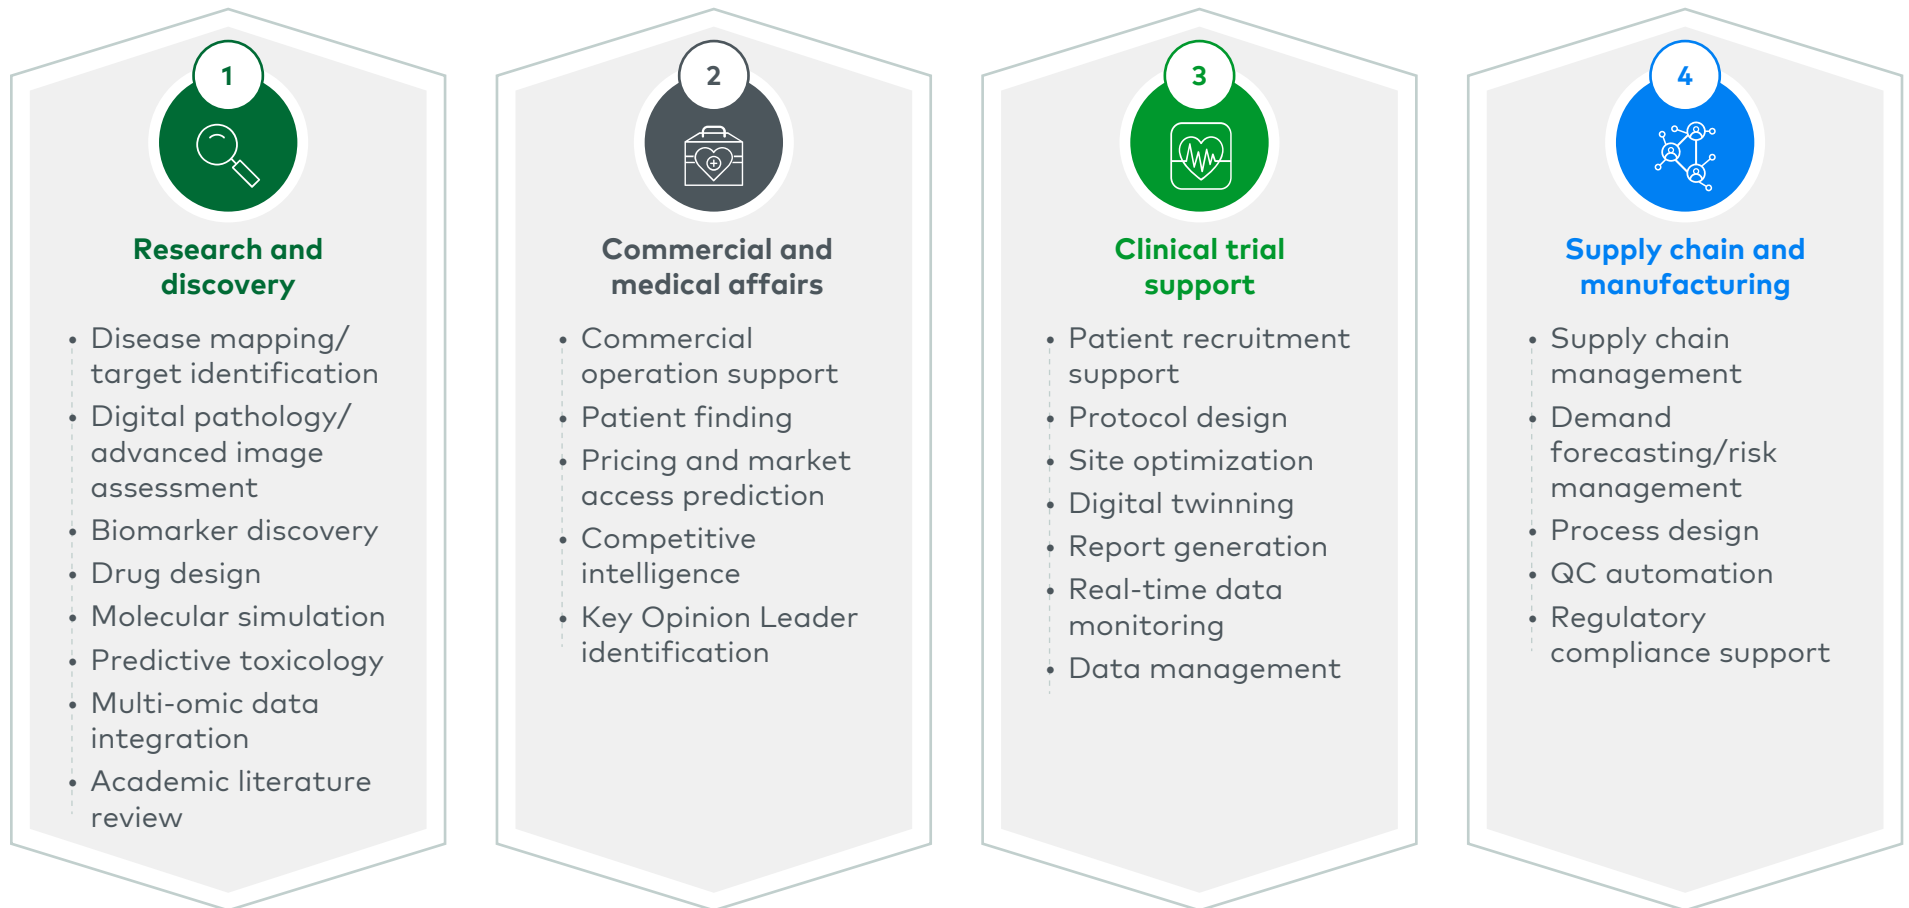 1
Research and
discovery
• Disease mapping/
target identification
• Digital pathology/
advanced image
assessment
• Biomarker discovery
• Drug design
• Molecular simulation
• Predictive toxicology
• Multi-omic data
integration
• Academic literature
review
2
Commercial and
medical affairs
• Commercial
operation support
• Patient finding
• Pricing and market
access prediction
• Competitive
intelligence
• Key Opinion Leader
identification
3
Clinical trial
support
• Patient recruitment
support
• Protocol design
• Site optimization
• Digital twinning
• Report generation
• Real-time data
monitoring
• Data management
4
Supply chain and
manufacturing
• Supply chain
management
• Demand
forecasting/risk
management
• Process design
• QC automation
• Regulatory
compliance support